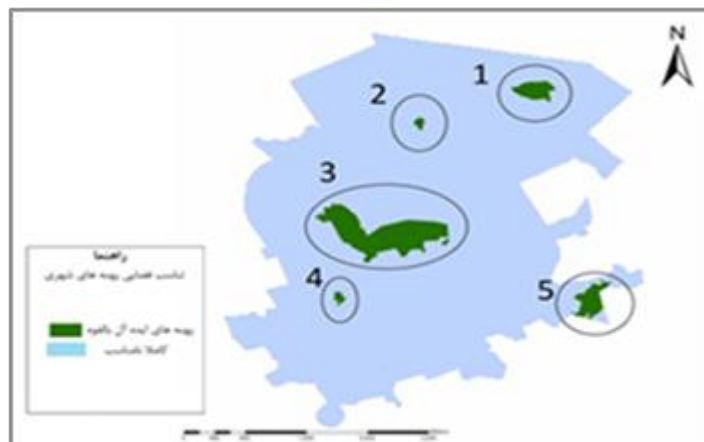 N
1
2
3
4
5
راهنما
تناسب فضایی پهنه های شهری
پهنه های ایده آل بالقوه
کاملا نامناسب